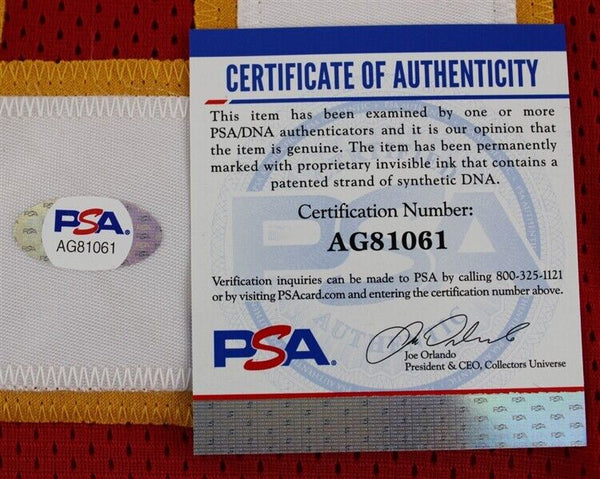 PSA.
AG81061
CERTIFICATE OF AUTHENTICITY
This item has been examined by one or more
PSA/DNA authenticators and it is our opinion that
the item is genuine. The item has been permanently
marked with proprietary invisible ink that contains a
patented strand of synthetic DNA.
Certification Number:
AG81061
Verification inquiries can be made to PSA by calling 800-325-1121
or by visiting PSAcard.com and entering the certification number above.
PSA.
Joe Orlando
President & CEO, Collectors Universe